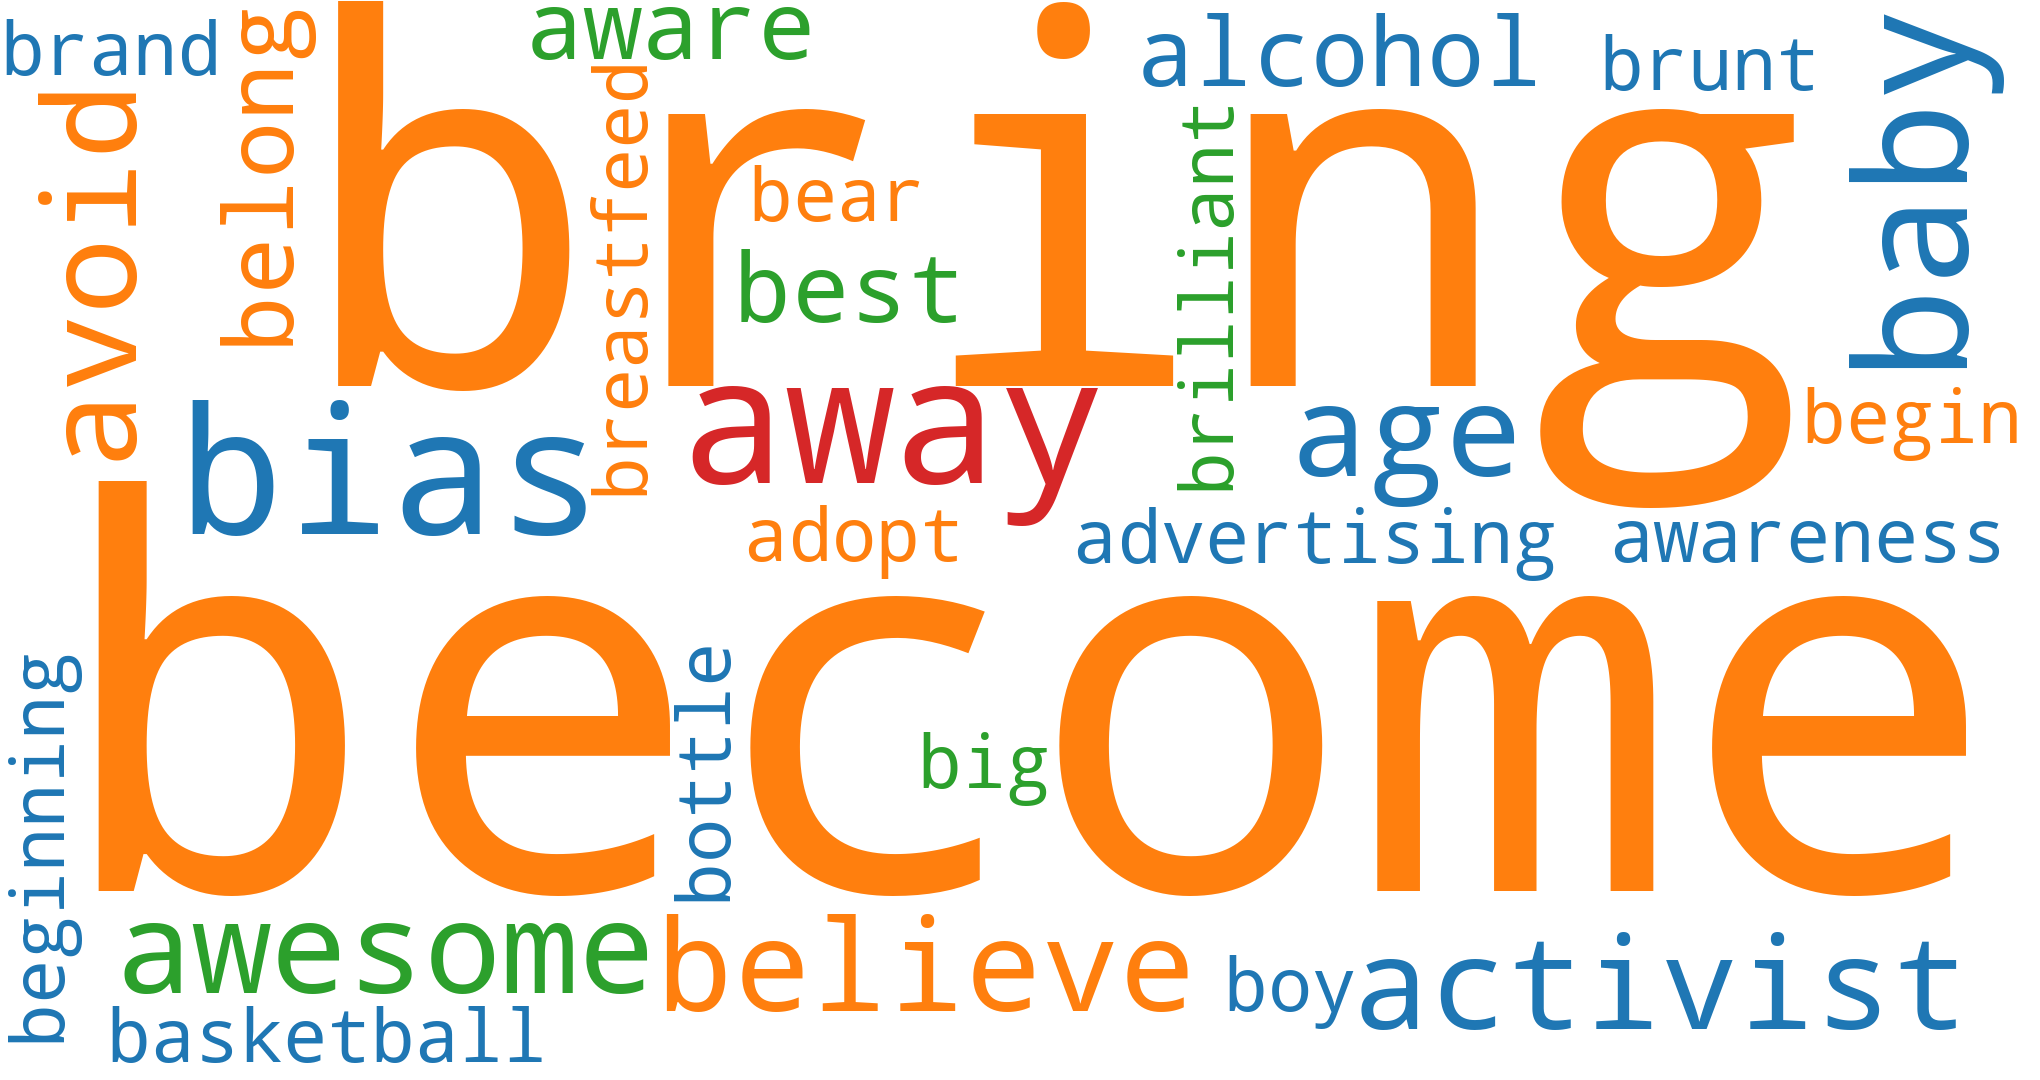 brand
belong
aware
alcohol
brunt
baby
avoid
bring
breastfeed
bear
brilliant
best
bias
away
age
begin
adopt
advertising
awareness
become
beginning
bottle
big
awesome
believe
boy
activist
basketball